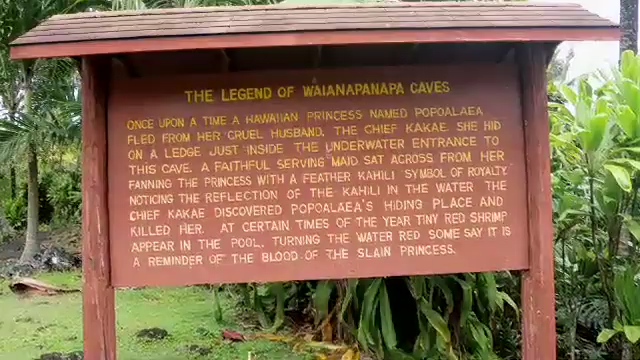 THE LEGEND OF WAIANAPANAPA CAVES
ONCE UPON A TIME A HAWAIIAN PRINCESS NAMED POPOALAEA
FLED FROM HER CRUEL HUSBAND, THE CHIEF KAKAE. SHE HID
ON A LEDGE JUST INSIDE THE UNDERWATER ENTRANCE TO
THIS CAVE. A FAITHFUL SERVING MAID SAT ACROSS FROM HER
FANNING THE PRINCESS WITH A FEATHER KAHILI SYMBOL OF ROYALTY
NOTICING THE REFLECTION OF THE KAHILI IN THE WATER THE
CHIEF KAKAE DISCOVERED POPOALAEA'S HIDING PLACE AND
KILLED HER. AT CERTAIN TIMES OF THE YEAR TINY RED SHRIMP
APPEAR IN THE POOL, TURNING THE WATER RED SOME SAY IT IS
A REMINDER OF THE BLOOD OF THE SLAIN PRINCESS.